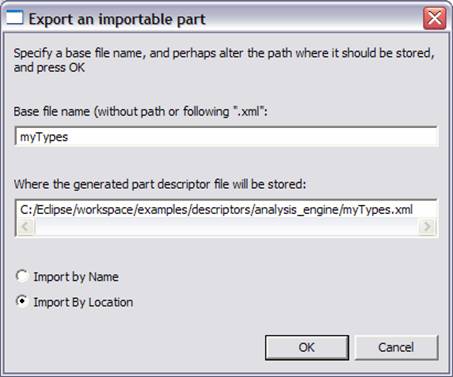 Export an importable part
Specify a base file name, and perhaps alter the path where it should be stored,
and press OK
Base file name (without path or following ".xml":
myTypes
Where the generated part descriptor file will be stored:
C:/Eclipse/workspace/examples/descriptors/analysis_engine/myTypes.xml
Import by Name
Import By Location
OK Cancel